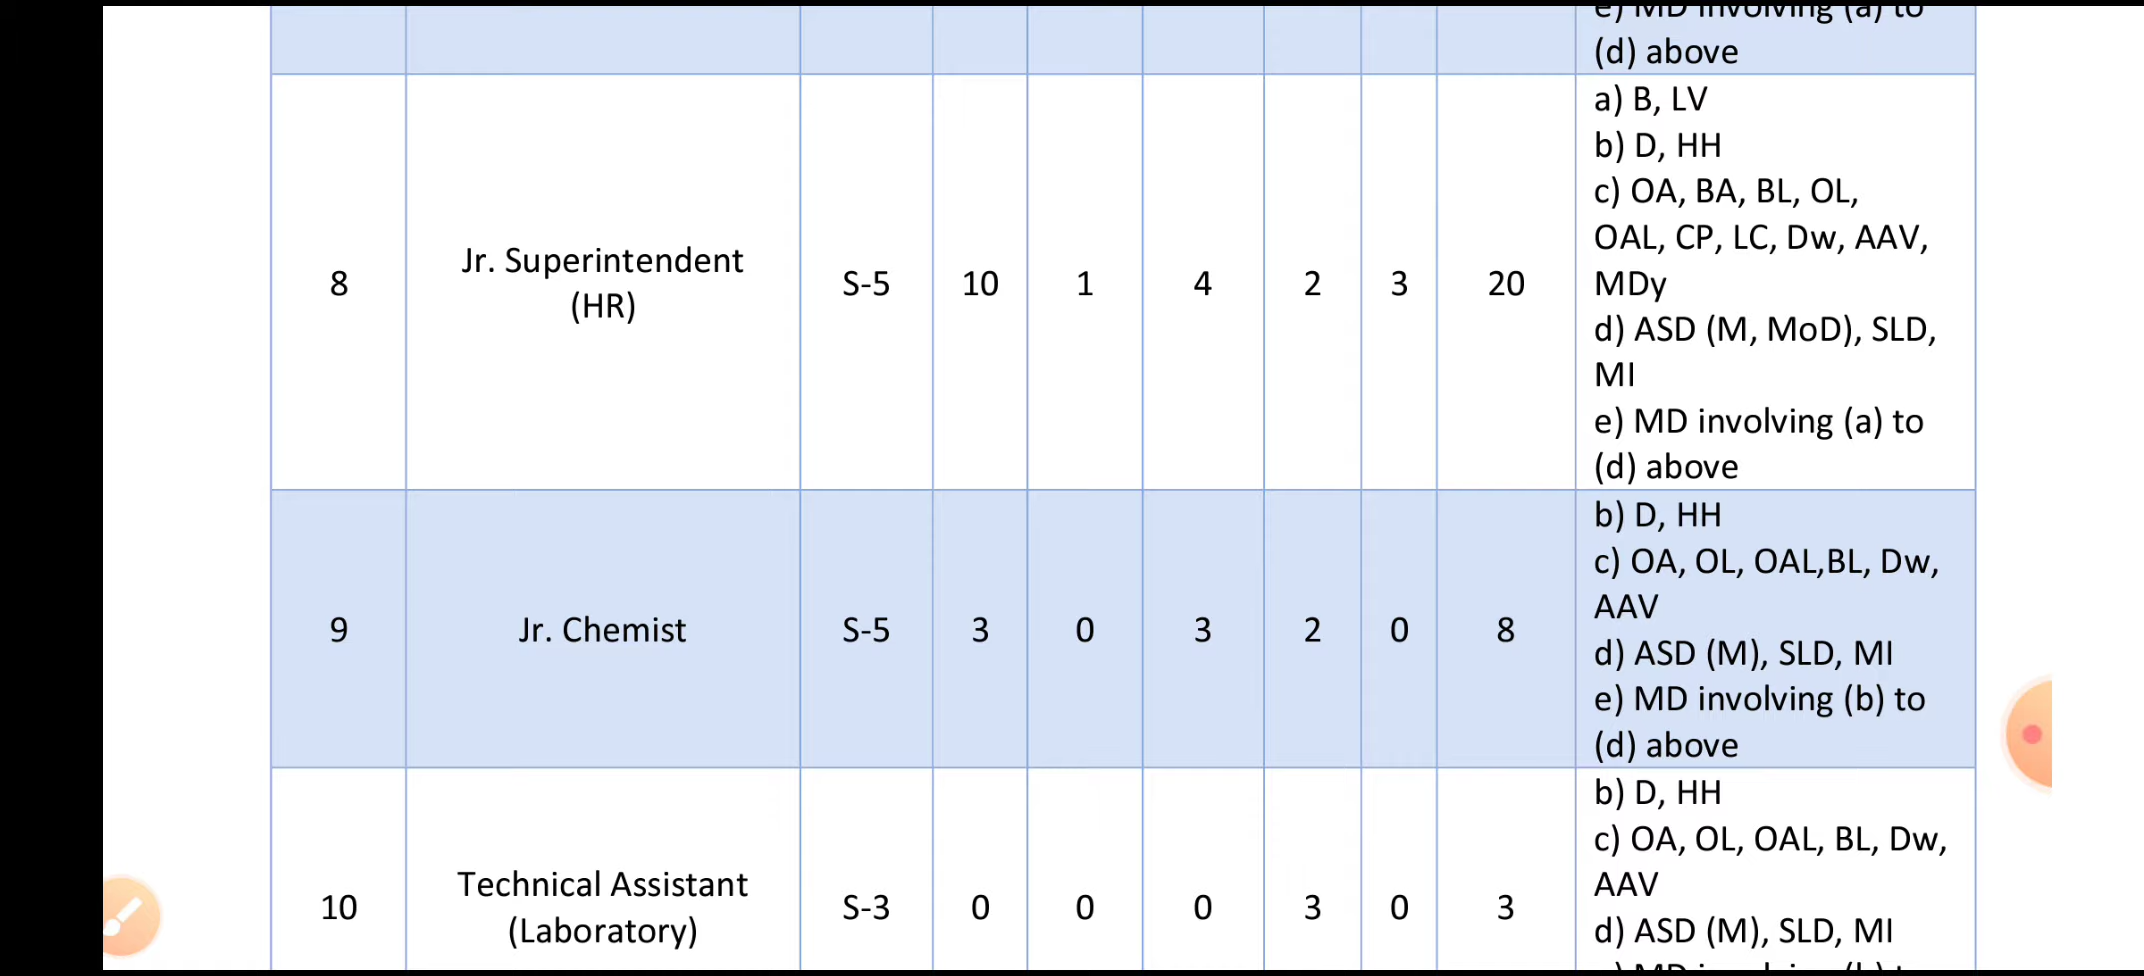 e) MD involving (a) to
(d) above
8
Jr. Superintendent
(HR)
S-5
10
1
4
2
3
20
a) B, LV
b) D, HH
c) OA, BA, BL, OL,
OAL, CP, LC, Dw, AAV,
MDy
d) ASD (M, MoD), SLD,
MI
e) MD involving (a) to
(d) above
9
Jr. Chemist
S-5
3
0
3
2
0
8
b) D, HH
c) OA, OL, OAL,BL, Dw,
AAV
d) ASD (M), SLD, MI
e) MD involving (b) to
(d) above
10
Technical Assistant
(Laboratory)
S-3
0
0
0
3
0
3
b) D, HH
c) OA, OL, OAL, BL, Dw,
AAV
d) ASD (M), SLD, MI